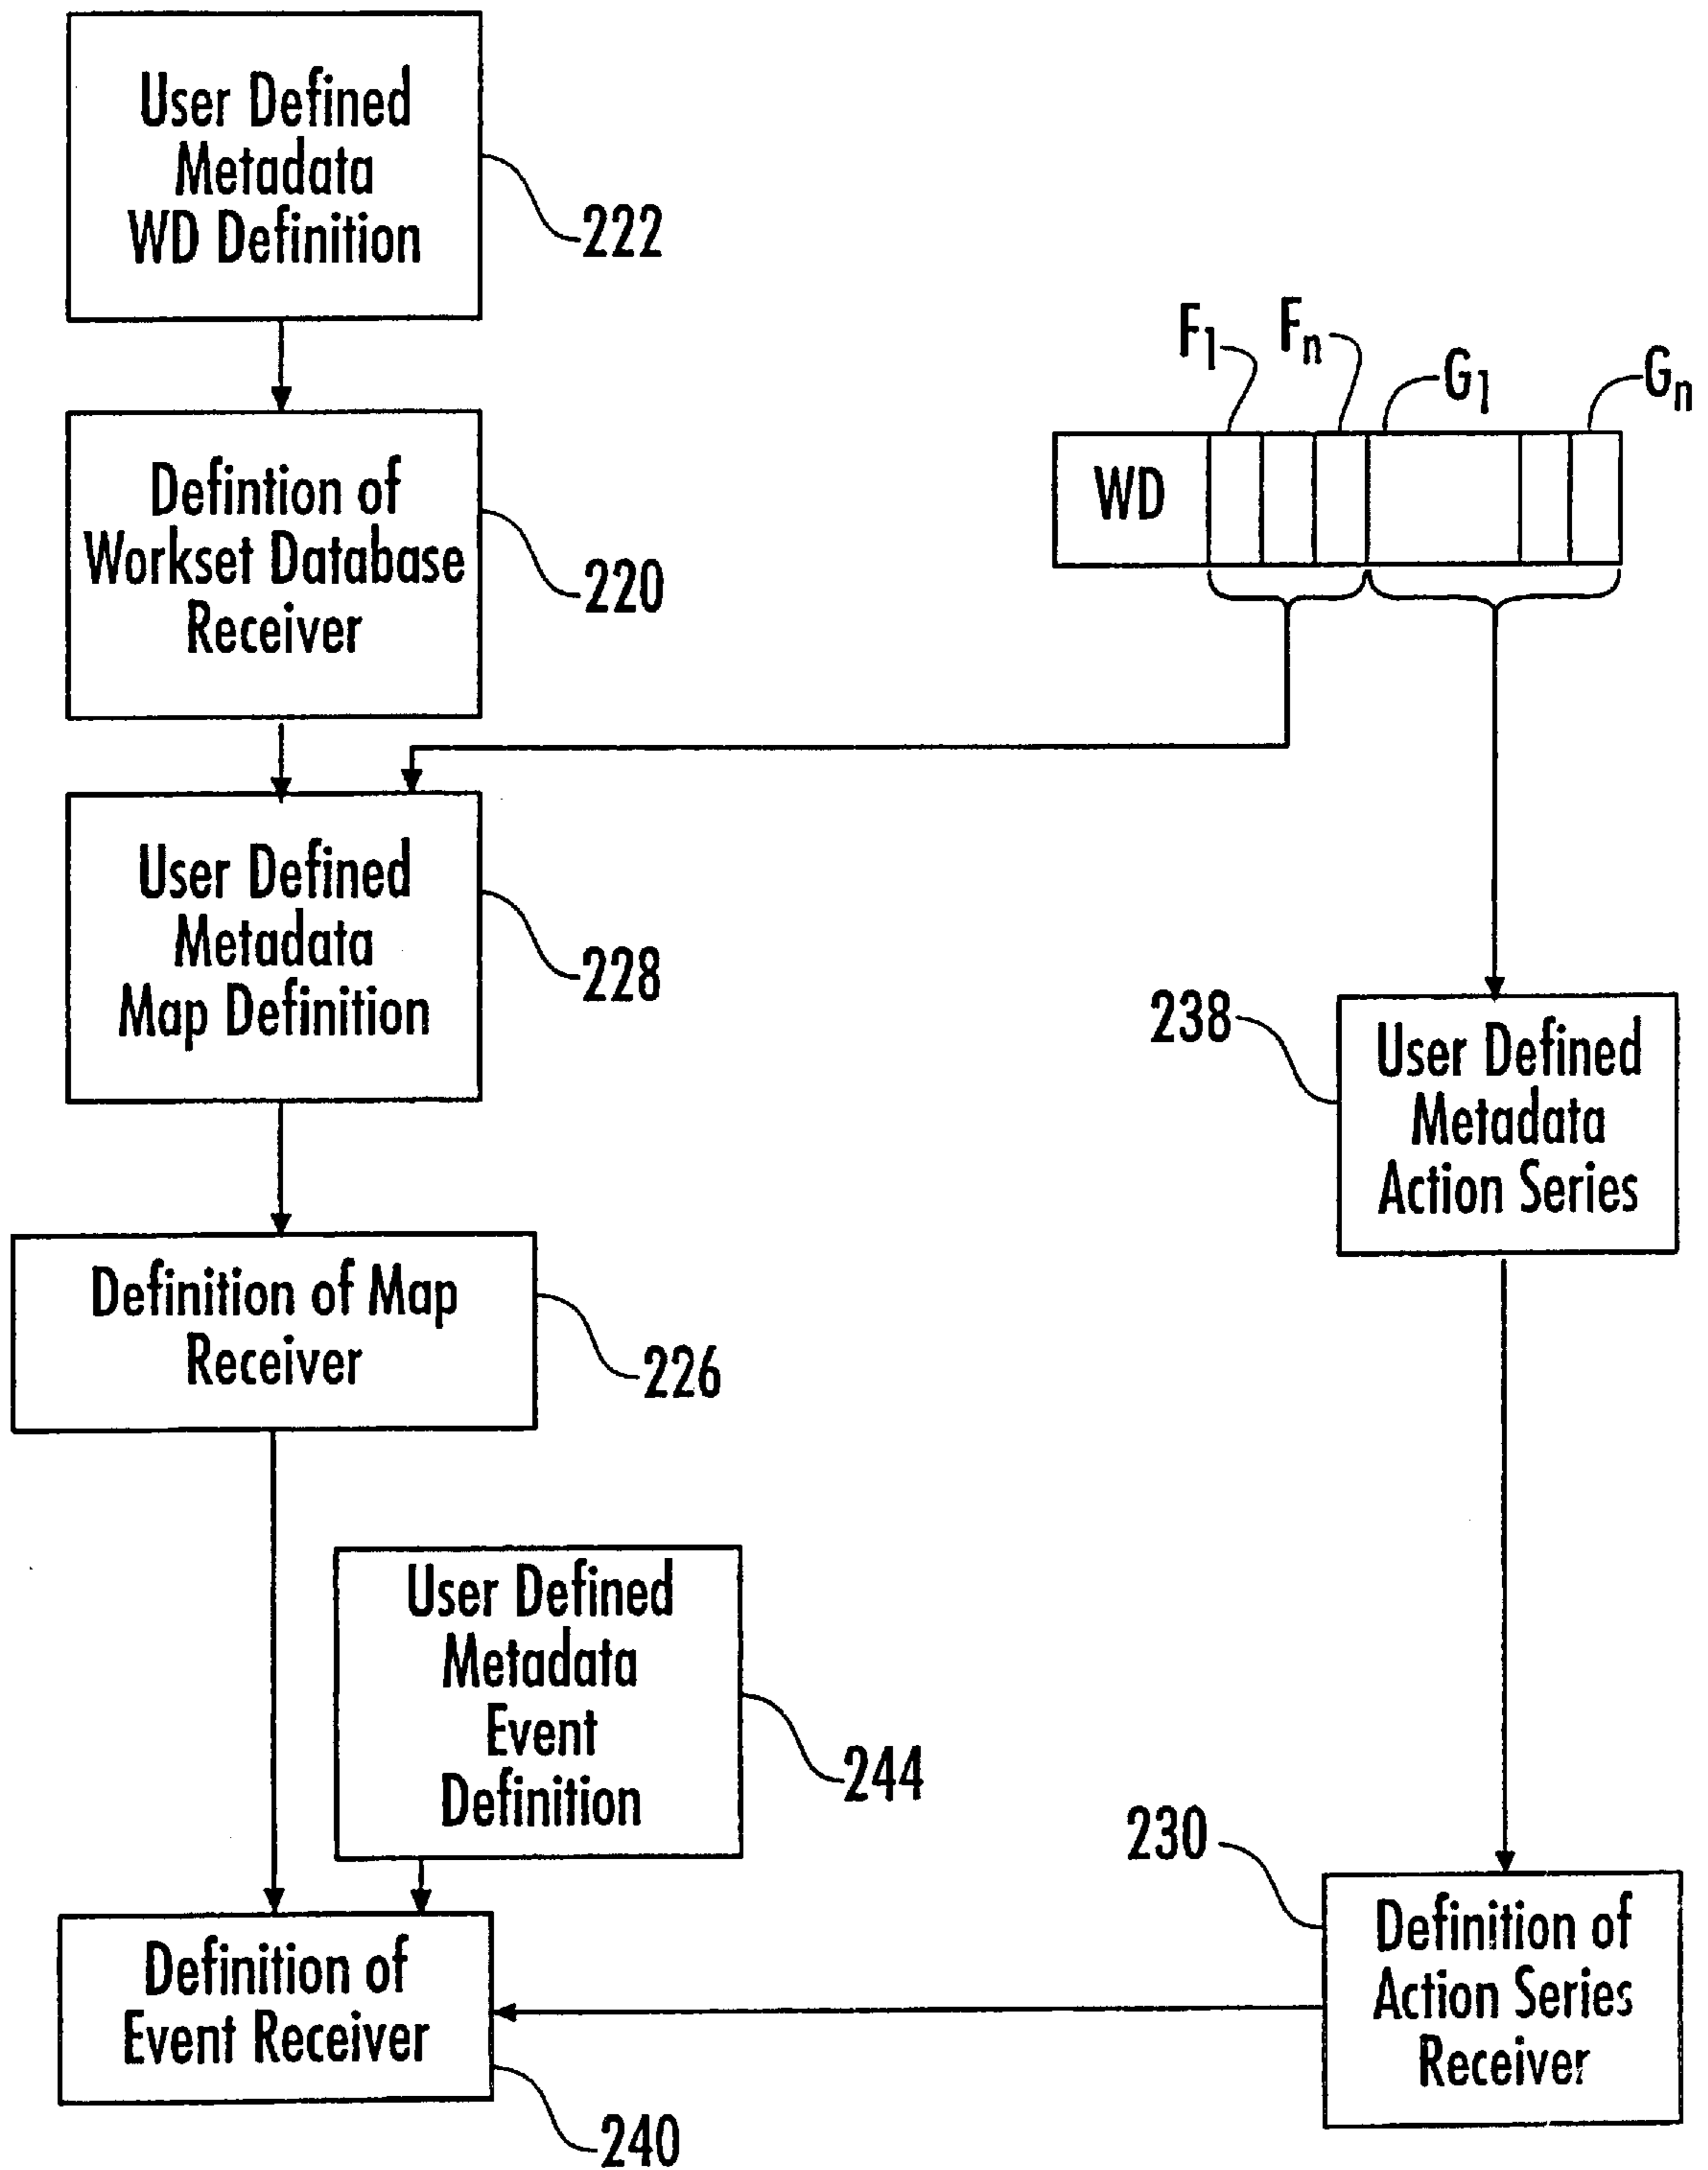 User Defined
Metadata
WD Definition
222
Defintion of
Workset Database
Receiver
220
F1
Fn
G1
Gn
WD
User Defined
Metadata
Map Definition
228
238
User Defined
Metadata
Action Series
Definition of Map
Receiver
226
User Defined
Metadata
Event
Definition
244
230
Definition of
Action Series
Receiver
Definition of
Event Receiver
240